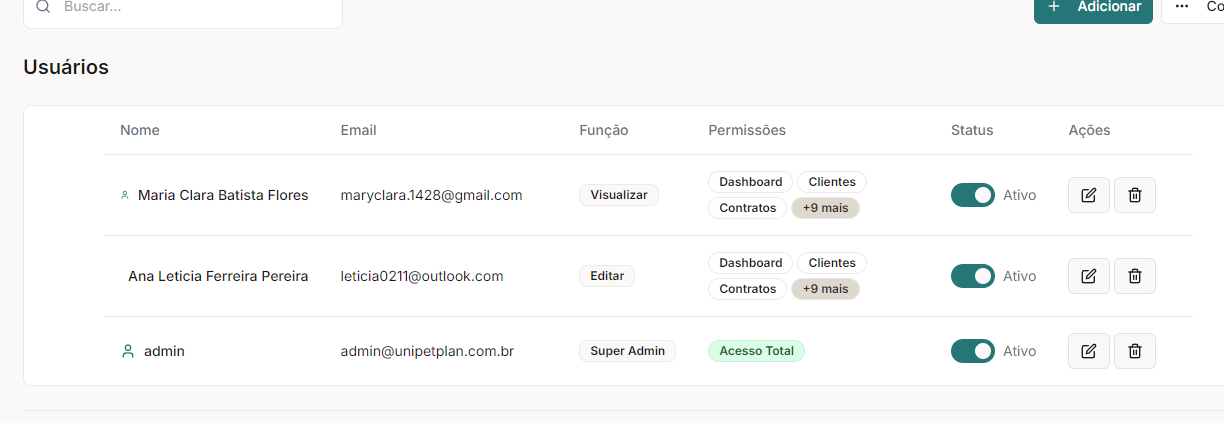 Buscar...
Adicionar
Co
Usuários
Nome Email Função Permissões Status Ações
Maria Clara Batista Flores maryclara.1428@gmail.com Visualizar Dashboard Clientes Ativo
Contratos +9 mais
Ana Leticia Ferreira Pereira leticia0211@outlook.com Editar Dashboard Clientes Ativo
Contratos +9 mais
admin admin@unipetplan.com.br Super Admin Acesso Total Ativo